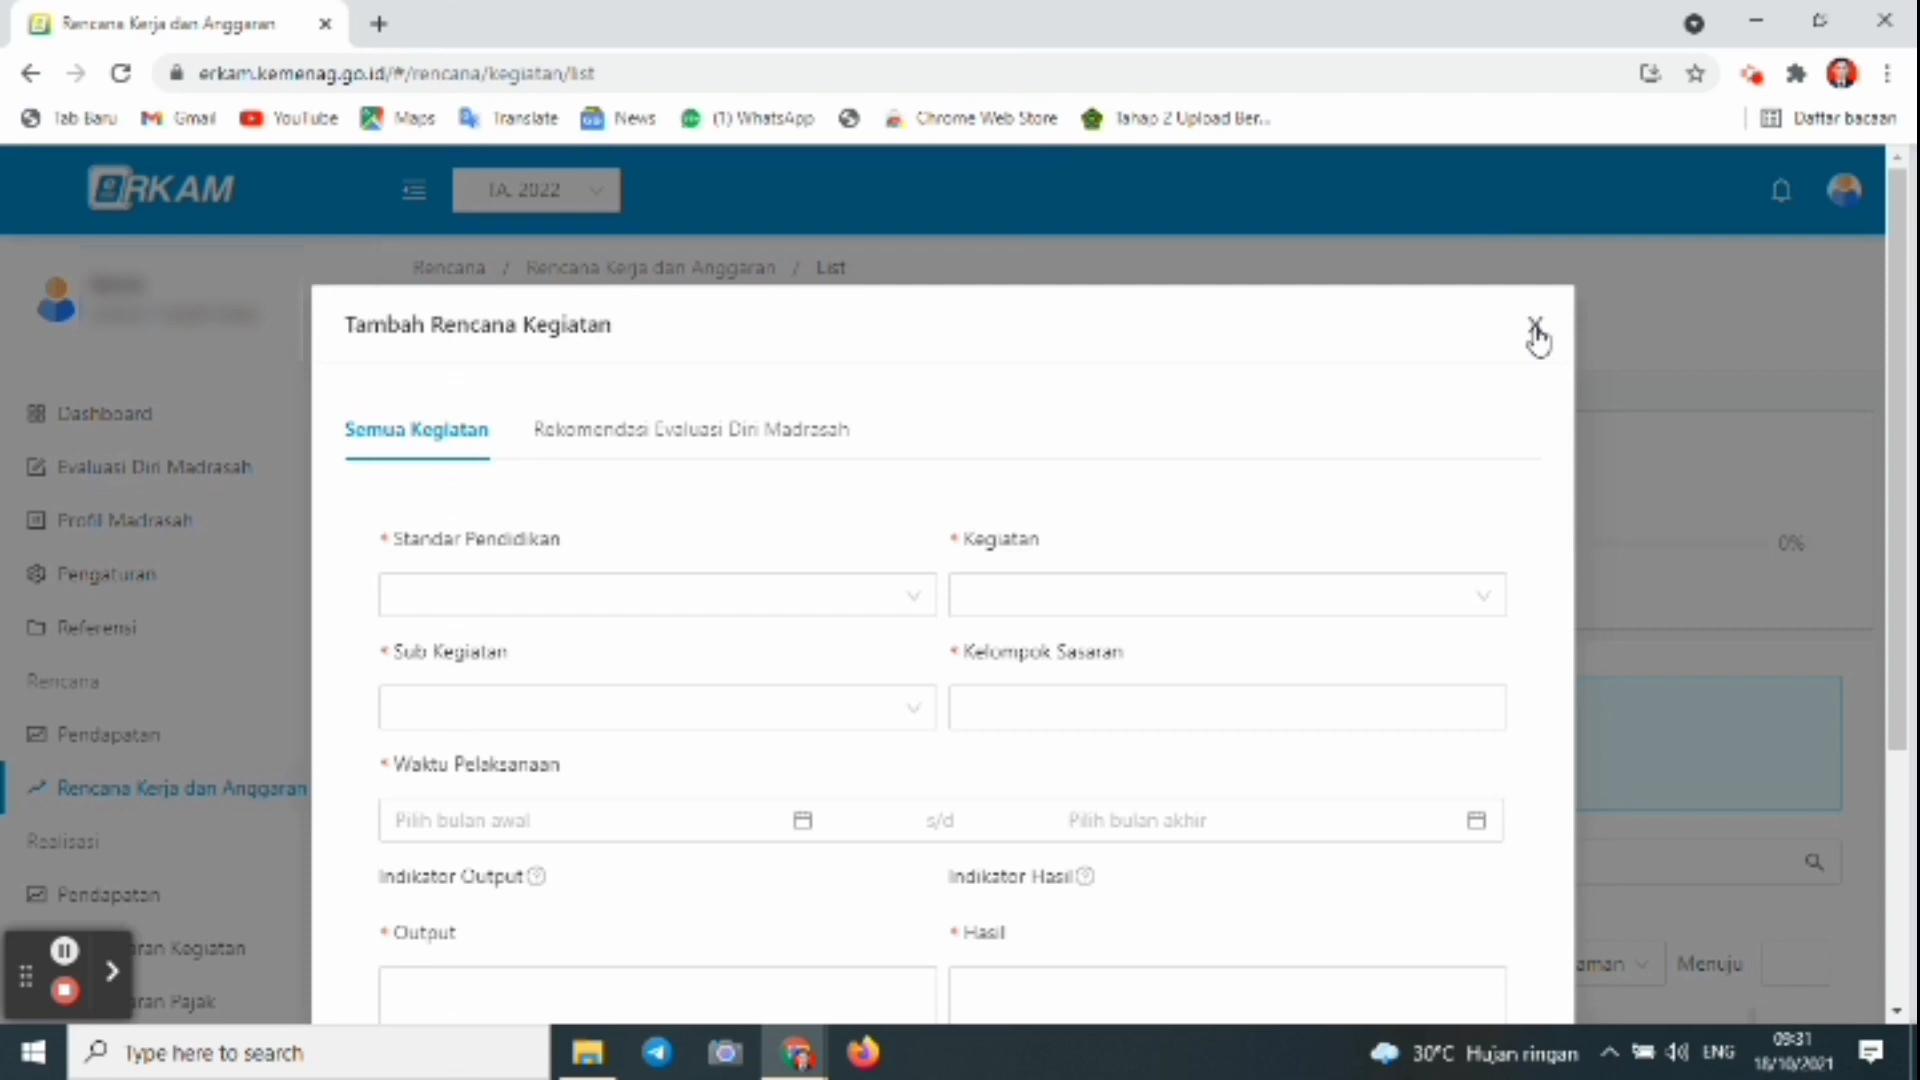 Rencana Kerja dan Anggaran
erkam.kemenag.go.id/#/rencana/kegiatan/list
Tab Baru Gmail YouTube Maps Translate News (1) WhatsApp Chrome Web Store Tahap 2 Upload Ber... Daftar bacaan
eRKAM TA. 2022
Rencana / Rencana Kerja dan Anggaran / List
Tambah Rencana Kegiatan
Semua Kegiatan Rekomendasi Evaluasi Diri Madrasah
Dashboard
Evaluasi Diri Madrasah
Profil Madrasah
Pengaturan
Referensi
Rencana
Pendapatan
Rencana Kerja dan Anggaran
Realisasi
Pendapatan
aran Kegiatan
aran Pajak
* Standar Pendidikan * Kegiatan
* Sub Kegiatan * Kelompok Sasaran
* Waktu Pelaksanaan
Pilih bulan awal s/d Pilih bulan akhir
Indikator Output Indikator Hasil
* Output * Hasil
0%
aman Menuju
Type here to search
30°C Hujan ringan ENG
09:31
18/10/2021